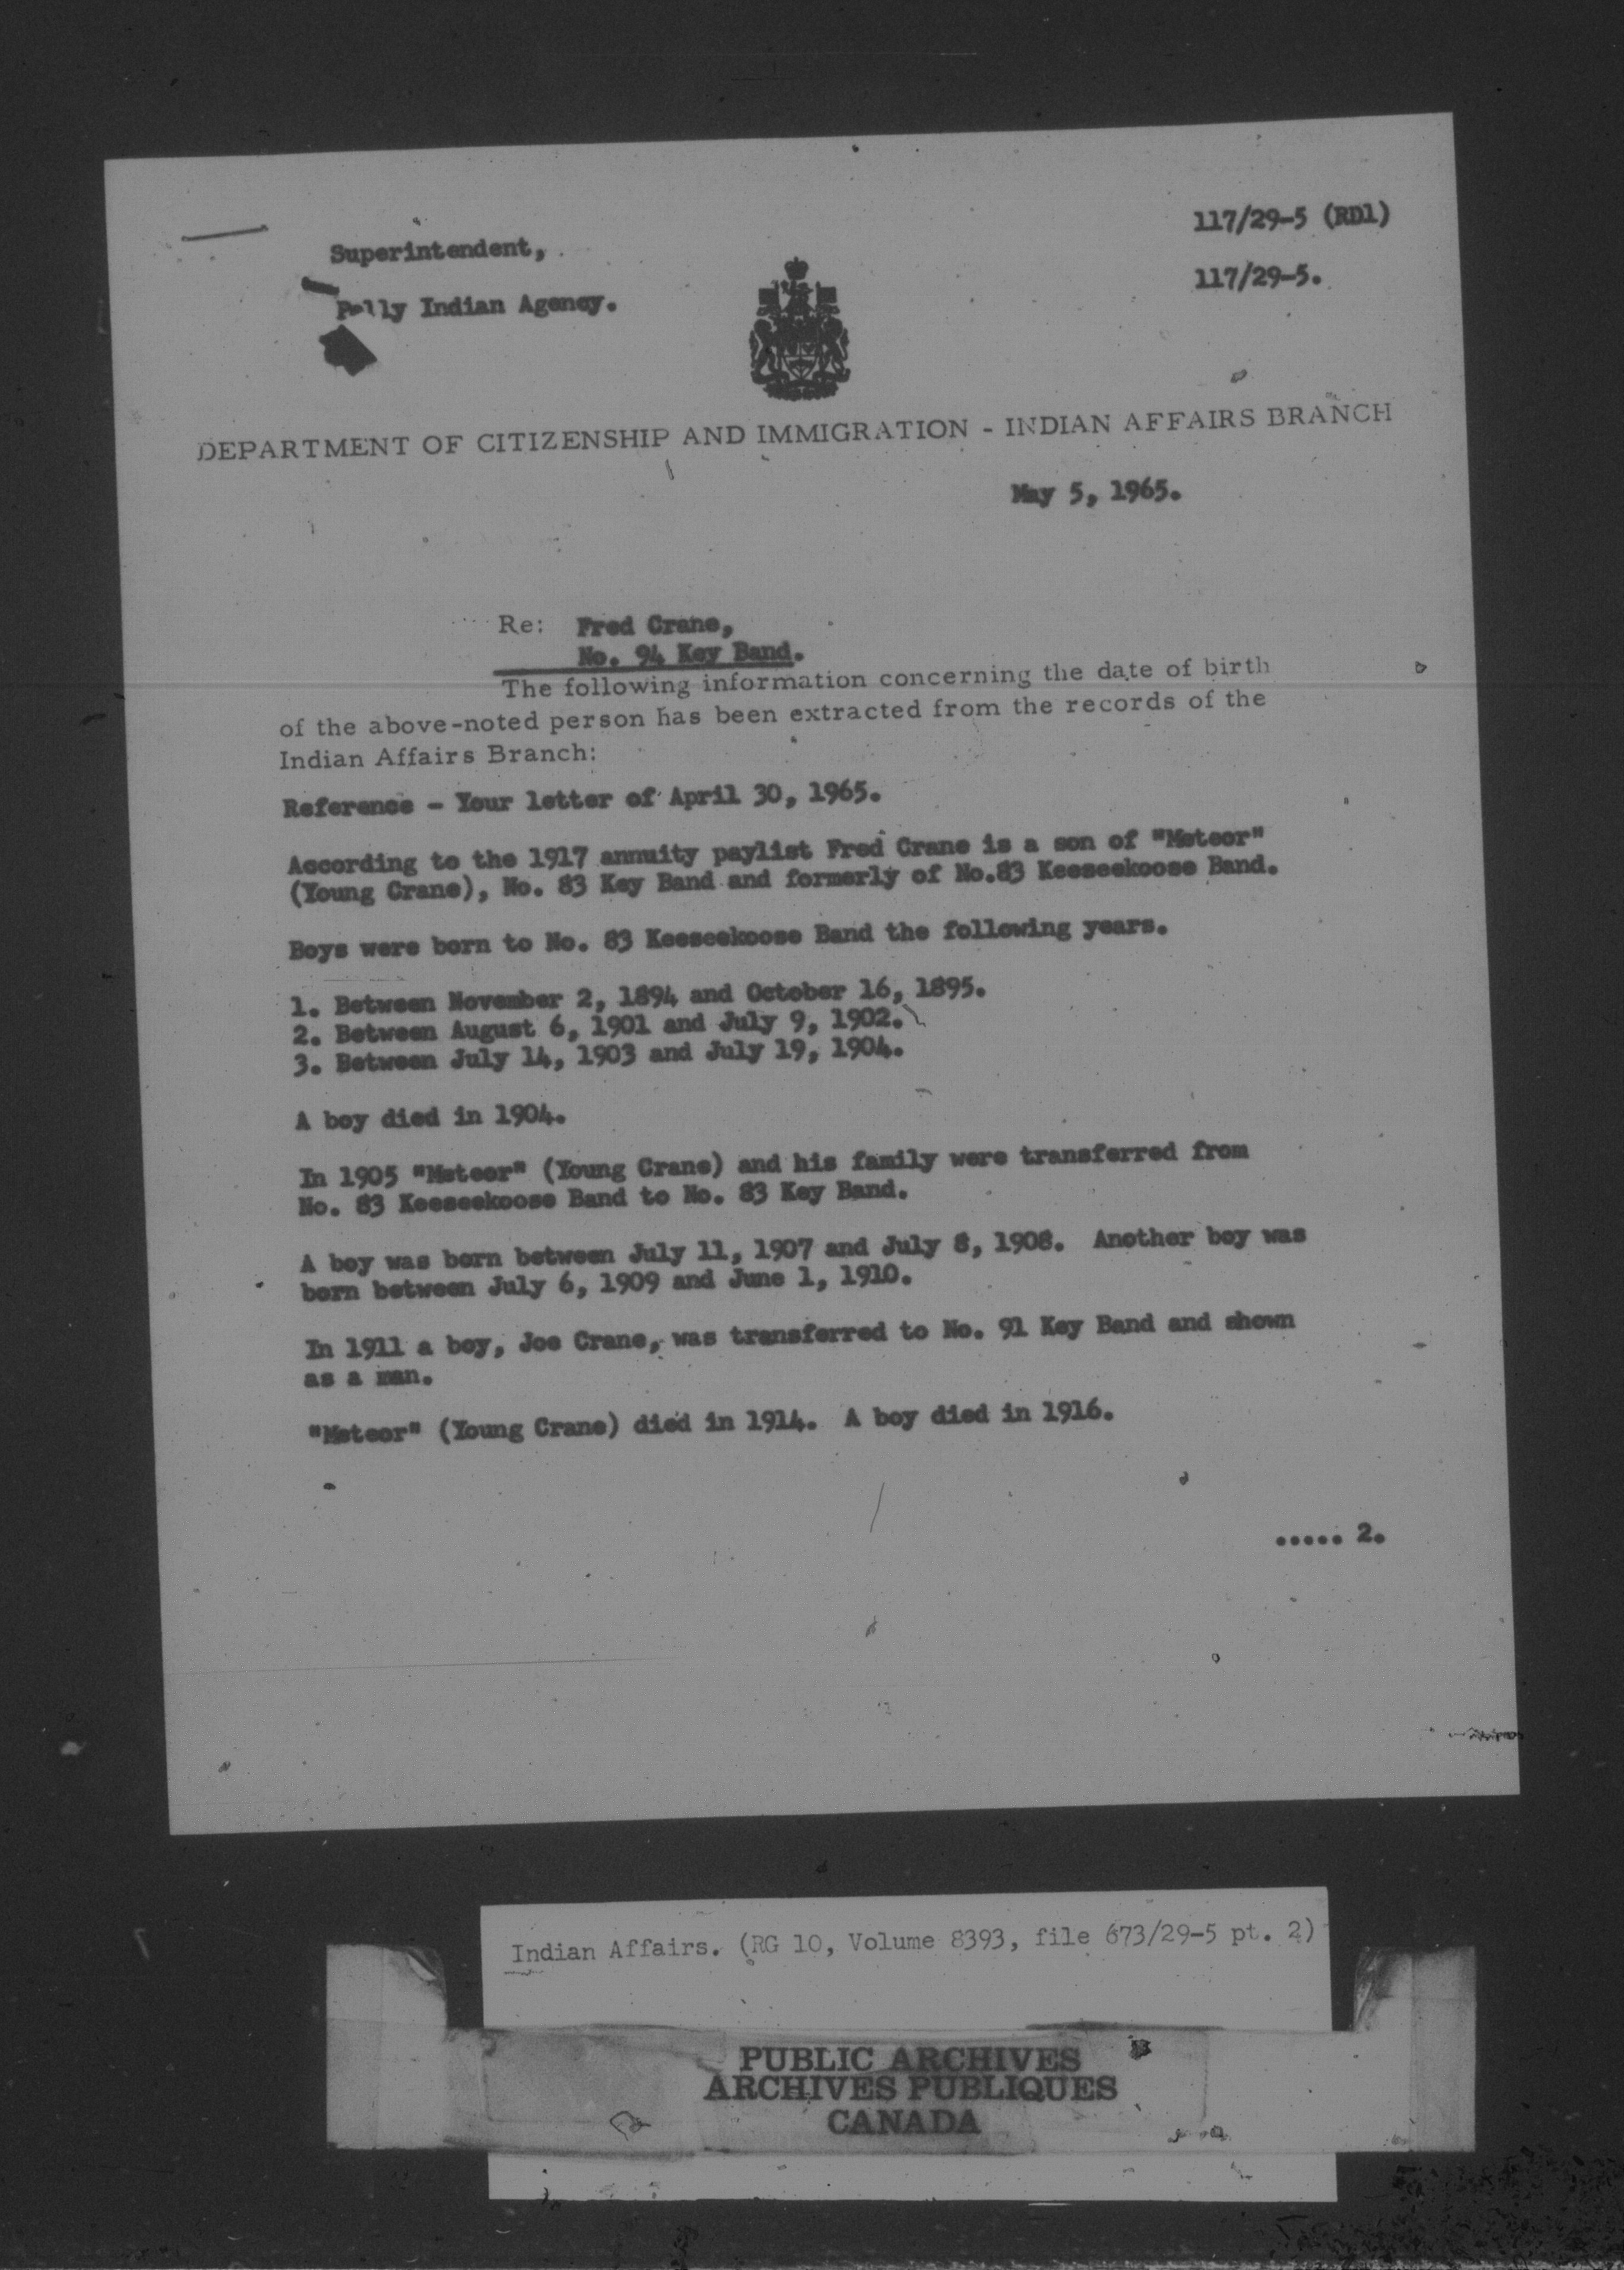 117/29-5 (RD1)
Superintendent,
117/29-5.
Pelly Indian Agency.
DEPARTMENT OF CITIZENSHIP AND IMMIGRATION - INDIAN AFFAIRS BRANCH
May 5, 1965.
Re: Fred Crane,
No. 94 Key Band.
The following information concerning the date of birth
of the above-noted person has been extracted from the records of the
Indian Affairs Branch:
Reference - Your letter of April 30, 1965.
According to the 1917 annuity paylist Fred Crane is a son of "Meteor"
(Young Crane), No. 83 Key Band and formerly of No.83 Keeseekoose Band.
Boys were born to No. 83 Keeseekoose Band the following years.
1. Between November 2, 1894 and October 16, 1895.
2. Between August 6, 1901 and July 9, 1902.
3. Between July 14, 1903 and July 19, 1904.
A boy died in 1904.
In 1905 "Meteor" (Young Crane) and his family were transferred from
No. 83 Keeseekoose Band to No. 83 Key Band.
A boy was born between July 11, 1907 and July 8, 1908. Another boy was
born between July 6, 1909 and June 1, 1910.
In 1911 a boy, Joe Crane, was transferred to No. 91 Key Band and shown
as a man.
"Meteor" (Young Crane) died in 1914. A boy died in 1916.
..... 2.
Indian Affairs. (RG 10, Volume 8393, file 673/29-5 pt. 2)
PUBLIC ARCHIVES
ARCHIVES PUBLIQUES
CANADA